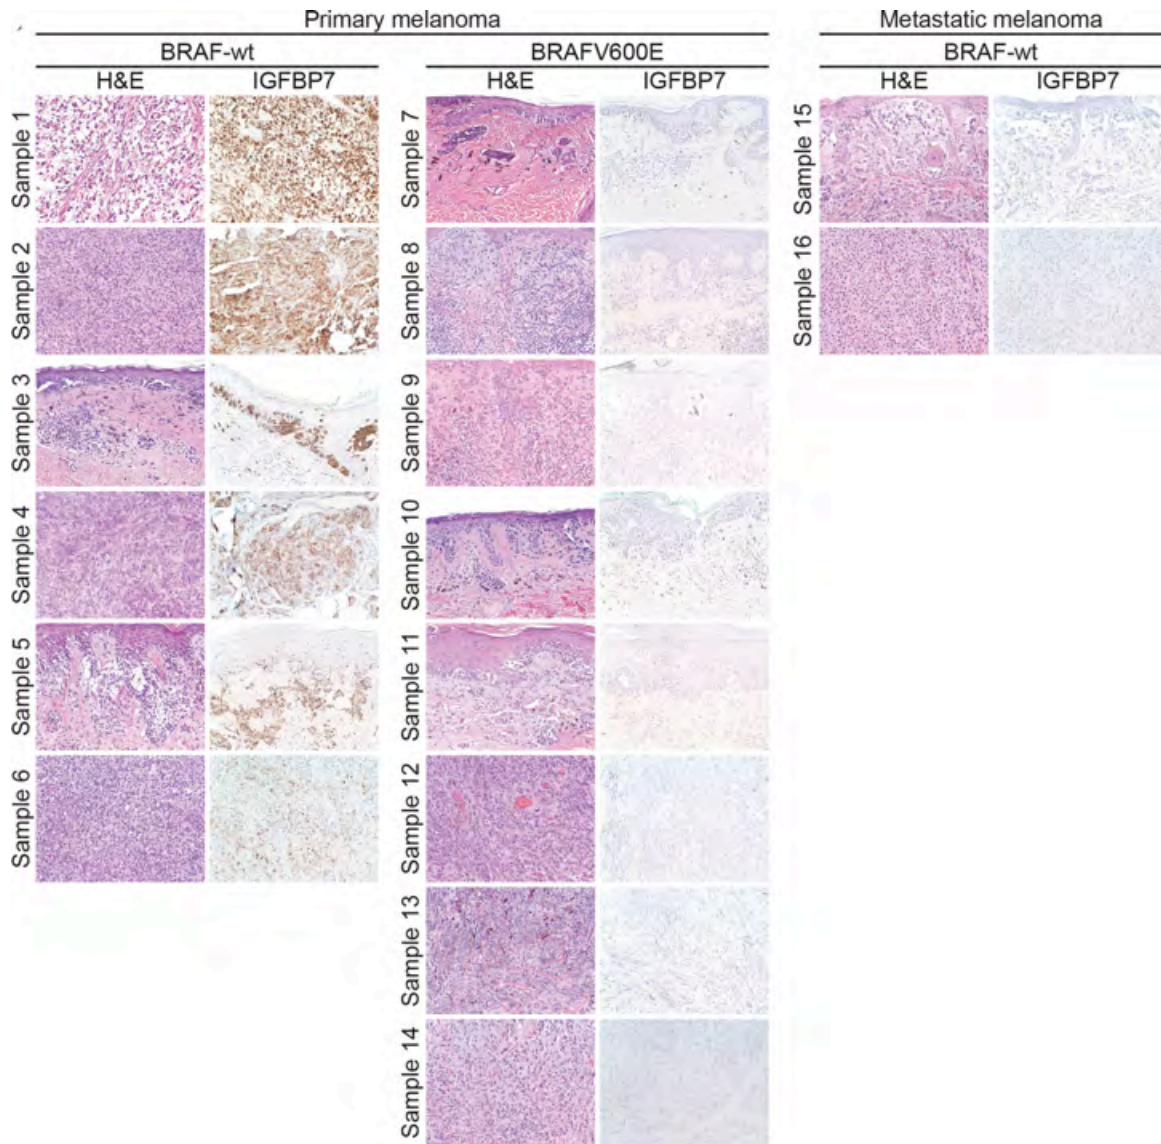 Primary melanoma
Metastatic melanoma
BRAF-wt
BRAFV600E
BRAF-wt
H&E
IGFBP7
H&E
IGFBP7
H&E
IGFBP7
Sample 1
Sample 2
Sample 3
Sample 4
Sample 5
Sample 6
Sample 7
Sample 8
Sample 9
Sample 10
Sample 11
Sample 12
Sample 13
Sample 14
Sample 15
Sample 16